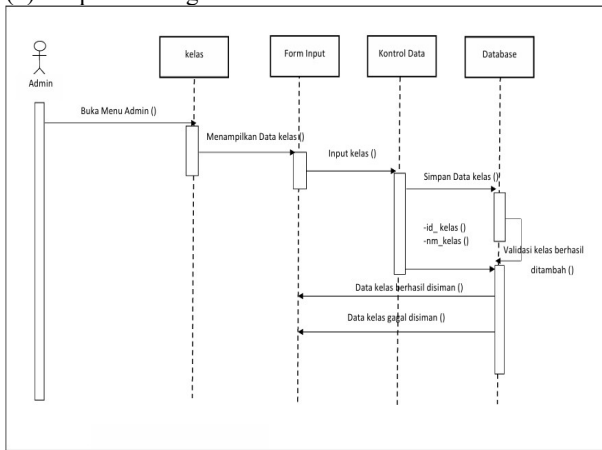 kelas
Form Input
Kontrol Data
Database
Admin
Buka Menu Admin ()
Menampilkan Data kelas ()
Input kelas ()
Simpan Data kelas ()
-id_ kelas ()
-nm_kelas ()
Validasi kelas berhasil
ditambah ()
Data kelas berhasil disiman ()
Data kelas gagal disiman ()